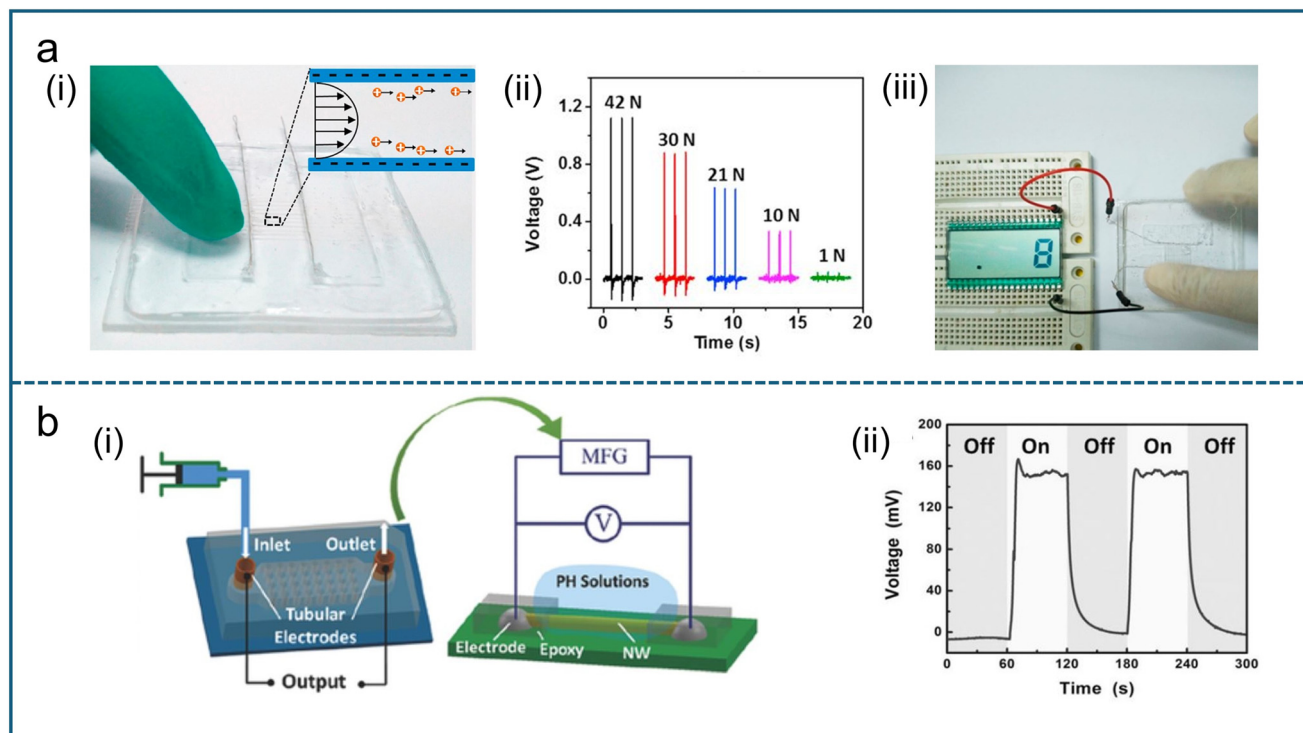 a
(i)
+ + + +
+ + + +
(ii)
Voltage (V)
1.2
0.8
0.4
0.0
42 N
30 N
21 N
10 N
1 N
0 5 10 15 20
Time (s)
(iii)
8
b
(i)
Inlet
Outlet
Tubular
Electrodes
Output
MFG
V
PH Solutions
Electrode
Epoxy
NW
(ii)
Voltage (mV)
200
160
120
80
40
0
Off On Off On Off
0 60 120 180 240 300
Time (s)